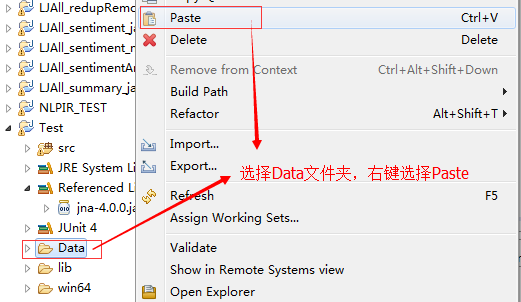 LJAll_redupRemo
LJAll_sentiment_ja
LJAll_sentiment_n
LJAll_sentimentAr
LJAll_summary_ja
NLPIR_TEST
Test
src
JRE System Li
Referenced Li
jna-4.0.0.ja
JUnit 4
Data
lib
win64
Paste Ctrl+V
Delete Delete
Remove from Context Ctrl+Alt+Shift+Down
Build Path
Refactor Alt+Shift+T
Import...
Export...
选择Data文件夹，右键选择Paste
Refresh F5
Assign Working Sets...
Validate
Show in Remote Systems view
Open Explorer